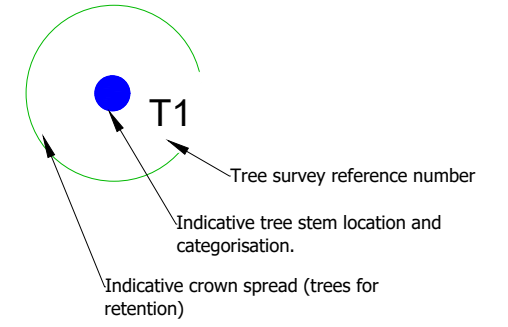 T1
Tree survey reference number
Indicative tree stem location and
categorisation.
Indicative crown spread (trees for
retention)